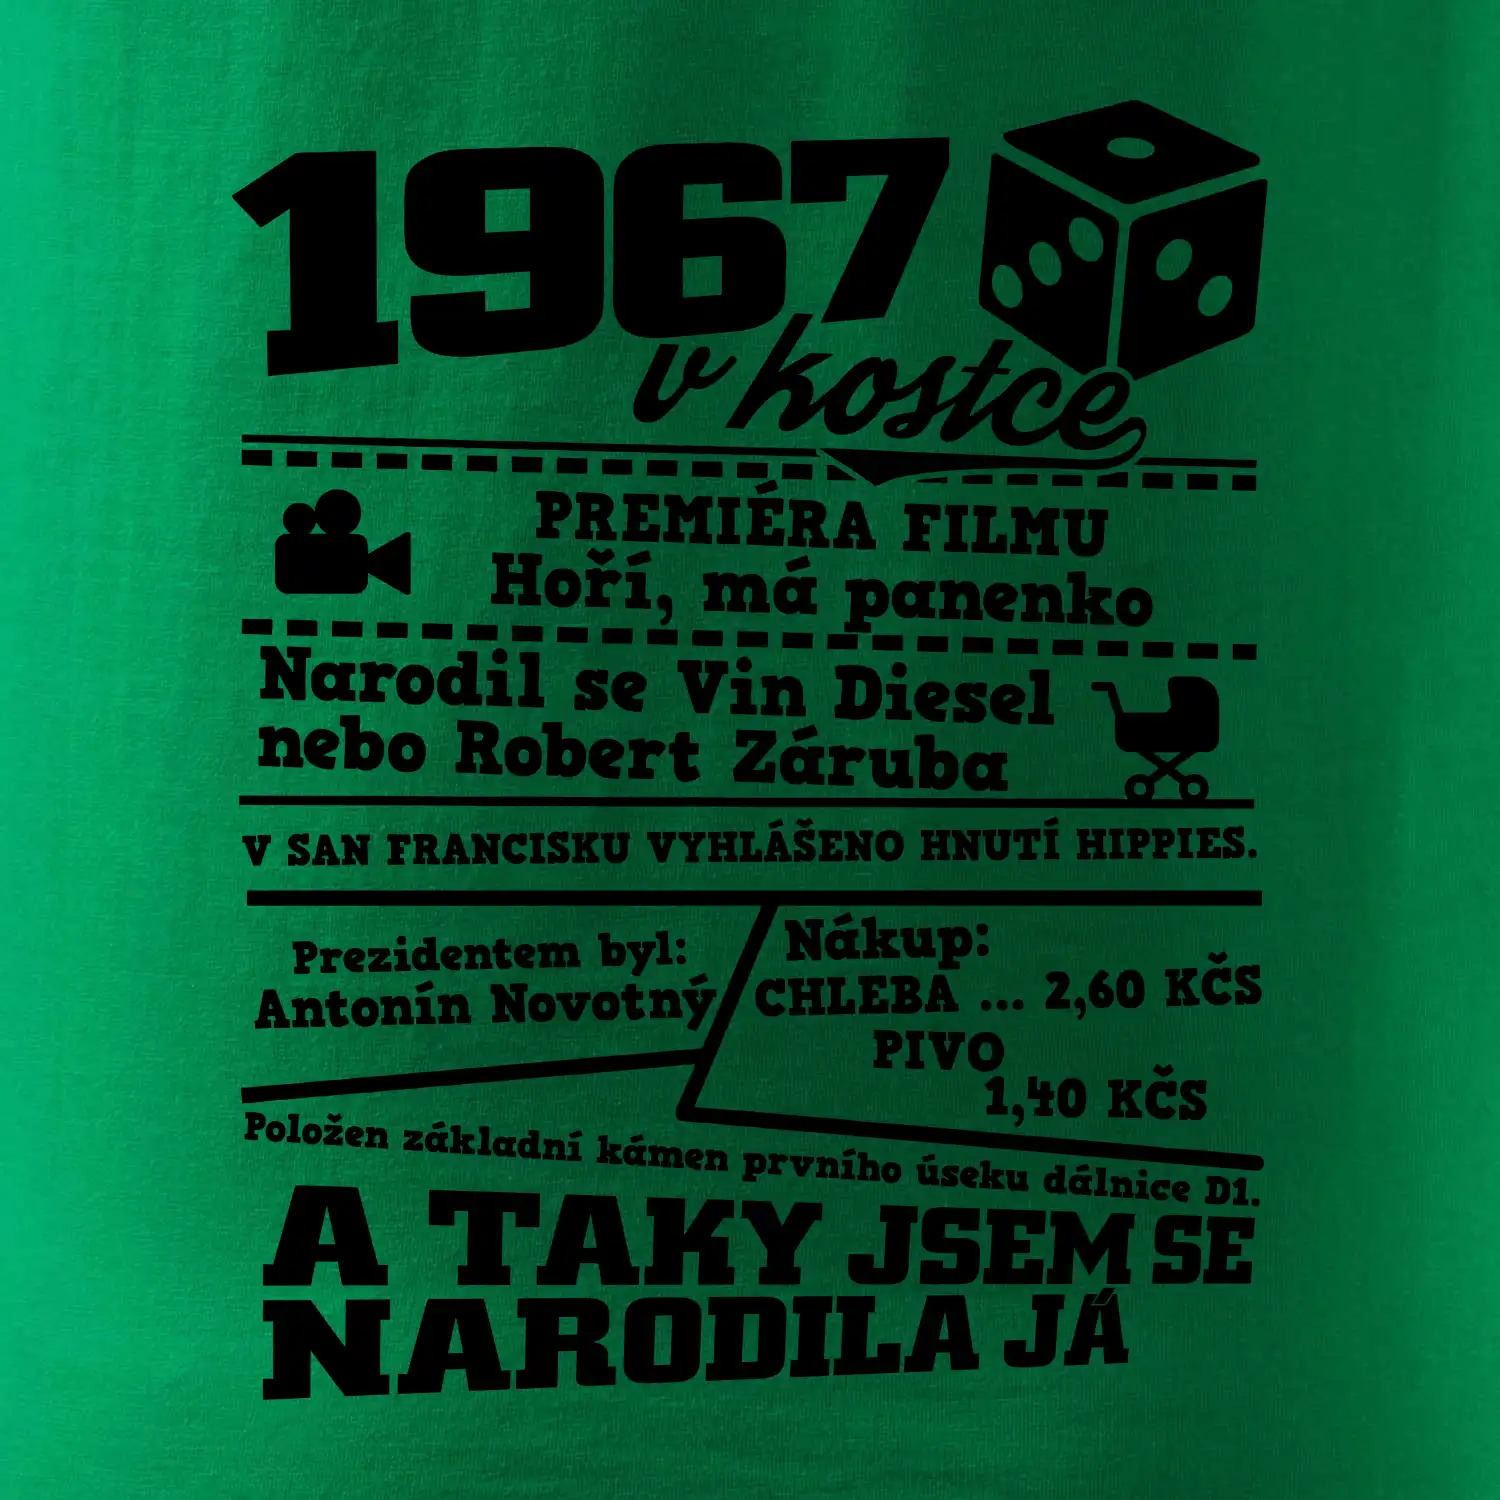 1967
v kostce
PREMIÉRA FILMU
Hoří, má panenko
Narodil se Vin Diesel
nebo Robert Záruba
V SAN FRANCISKU VYHLÁŠENO HNUTÍ HIPPIES.
Prezidentem byl:
Antonín Novotný
Nákup:
CHLEBA ... 2,60 KČS
PIVO
1,40 KČS
Položen základní kámen prvního úseku dálnice D1.
A TAKY JSEM SE
NARODILA JÁ